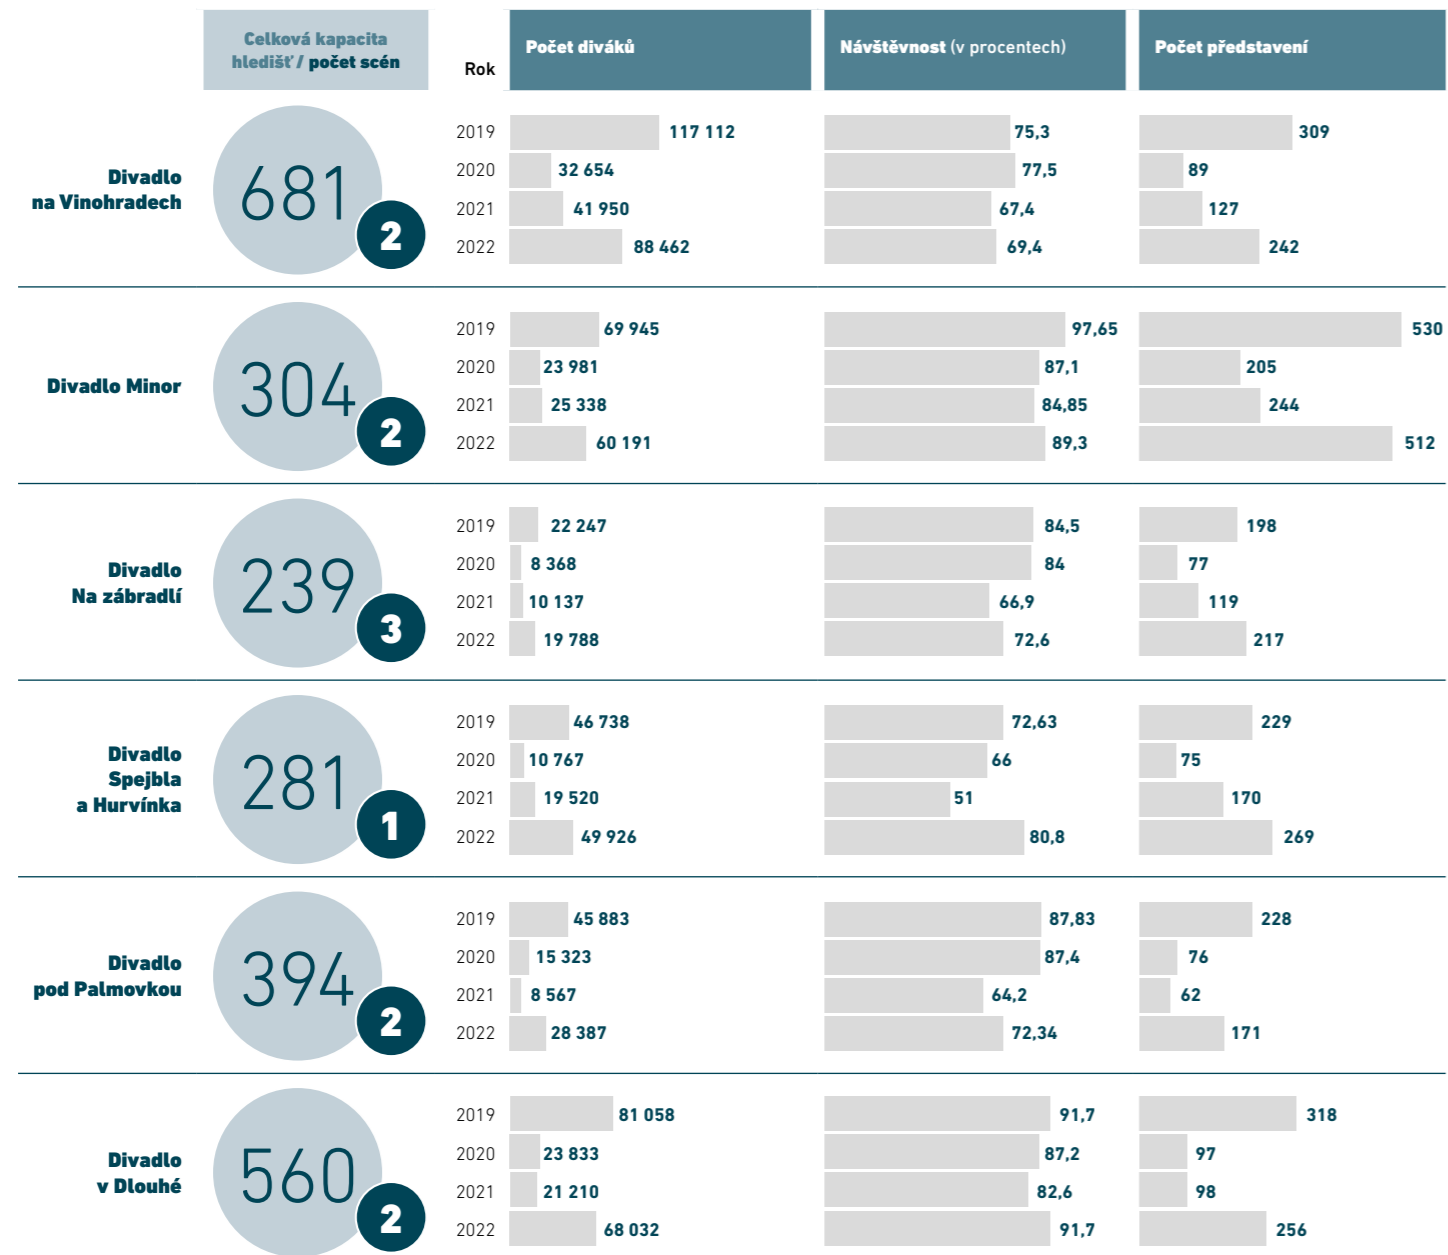 Celková kapacita
hledišť / počet scén
Rok
Počet diváků
Návštěvnost (v procentech)
Počet představení
Divadlo
na Vinohradech
681
2
2019 117 112 75,3 309
2020 32 654 77,5 89
2021 41 950 67,4 127
2022 88 462 69,4 242
Divadlo Minor
304
2
2019 69 945 97,65 530
2020 23 981 87,1 205
2021 25 338 84,85 244
2022 60 191 89,3 512
Divadlo
Na zábradlí
239
3
2019 22 247 84,5 198
2020 8 368 84 77
2021 10 137 66,9 119
2022 19 788 72,6 217
Divadlo
Spejbla
a Hurvínka
281
1
2019 46 738 72,63 229
2020 10 767 66 75
2021 19 520 51 170
2022 49 926 80,8 269
Divadlo
pod Palmovkou
394
2
2019 45 883 87,83 228
2020 15 323 87,4 76
2021 8 567 64,2 62
2022 28 387 72,34 171
Divadlo
v Dlouhé
560
2
2019 81 058 91,7 318
2020 23 833 87,2 97
2021 21 210 82,6 98
2022 68 032 91,7 256